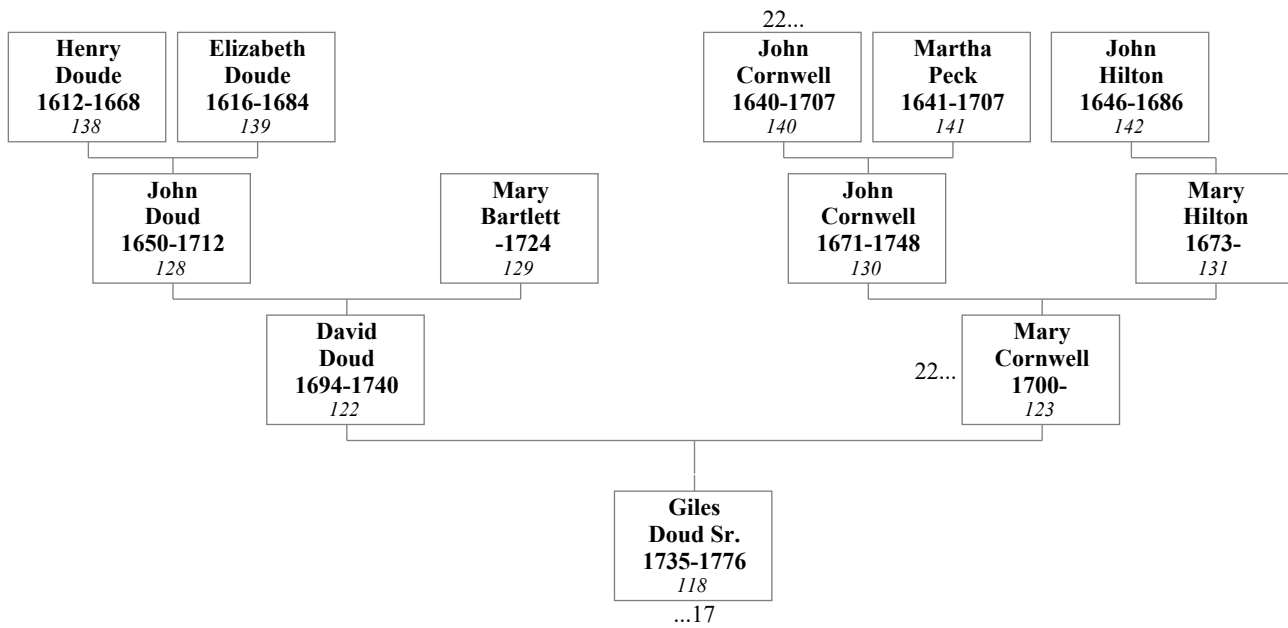 22...
Henry
Doude
1612-1668
138
Elizabeth
Doude
1616-1684
139
John
Cornwell
1640-1707
140
Martha
Peck
1641-1707
141
John
Hilton
1646-1686
142
John
Doud
1650-1712
128
Mary
Bartlett
-1724
129
John
Cornwell
1671-1748
130
Mary
Hilton
1673-
131
David
Doud
1694-1740
122
22...
Mary
Cornwell
1700-
123
Giles
Doud Sr.
1735-1776
118
...17